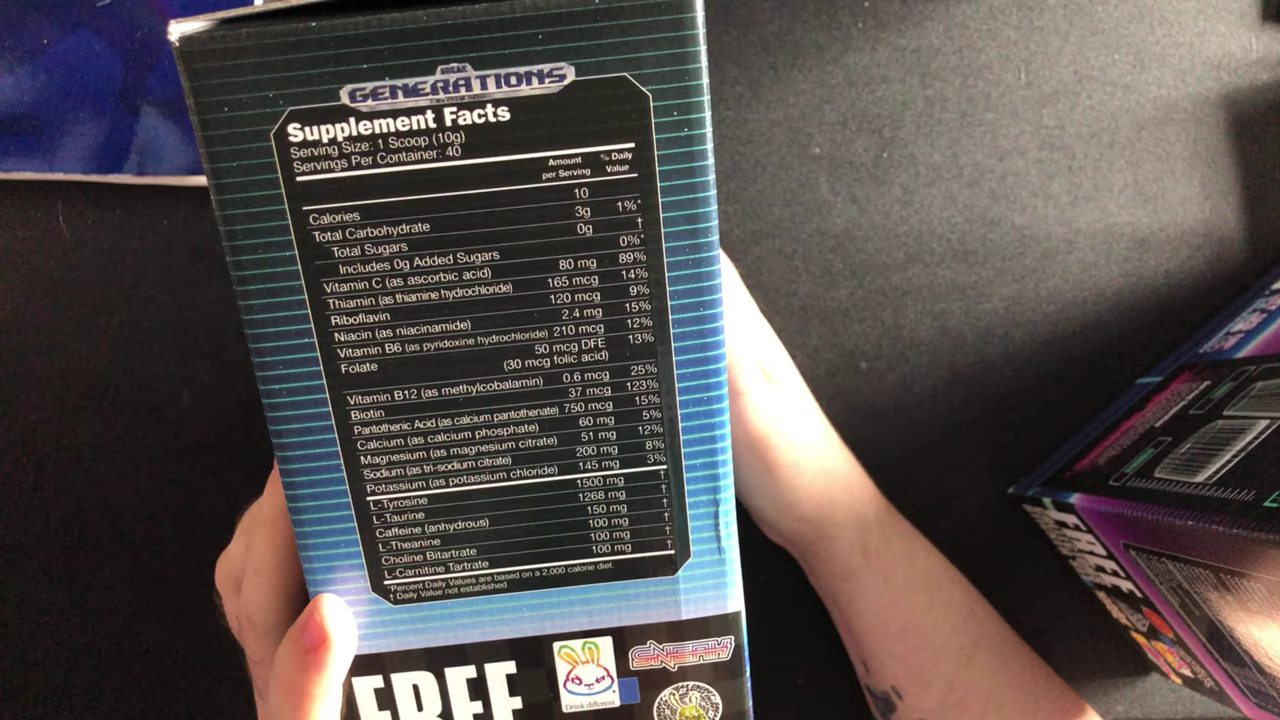 BREAK
GENERATIONS
Supplement Facts
Serving Size: 1 Scoop (10g)
Servings Per Container: 40
Amount per Serving % Daily Value
Calories 10
Total Carbohydrate 3g 1%*
Total Sugars 0g †
Includes 0g Added Sugars 0%*
Vitamin C (as ascorbic acid) 80 mg 89%
Thiamin (as thiamine hydrochloride) 165 mcg 14%
Riboflavin 120 mcg 9%
Niacin (as niacinamide) 2.4 mg 15%
Vitamin B6 (as pyridoxine hydrochloride) 210 mcg 12%
Folate 50 mcg DFE 13%
(30 mcg folic acid)
Vitamin B12 (as methylcobalamin) 0.6 mcg 25%
Biotin 37 mcg 123%
Pantothenic Acid (as calcium pantothenate) 750 mcg 15%
Calcium (as calcium phosphate) 60 mg 5%
Magnesium (as magnesium citrate) 51 mg 12%
Sodium (as tri-sodium citrate) 200 mg 8%
Potassium (as potassium chloride) 145 mg 3%
L-Tyrosine 1500 mg †
L-Taurine 1268 mg †
Caffeine (anhydrous) 150 mg †
L-Theanine 100 mg †
Choline Bitartrate 100 mg †
L-Carnitine Tartrate 100 mg †
*Percent Daily Values are based on a 2,000 calorie diet.
† Daily Value not established
FREE
Drink different.
SNEAK
FREE